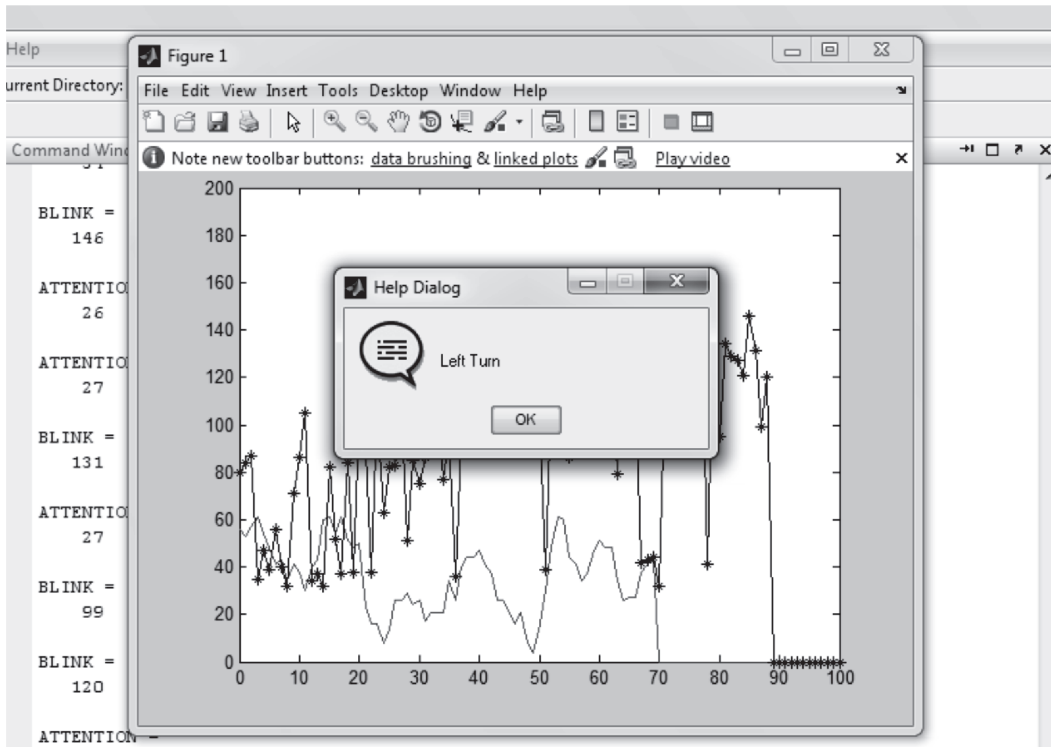 Help
Current Directory:
Command Wind
BLINK =
146
ATTENTIO
26
ATTENTIO
27
BLINK =
131
ATTENTIO
27
BLINK =
99
BLINK =
120
ATTENTION =
Figure 1
File Edit View Insert Tools Desktop Window Help
Note new toolbar buttons: data brushing & linked plots Play video
200
180
160
140
120
100
80
60
40
20
0
0 10 20 30 40 50 60 70 80 90 100
Help Dialog
Left Turn
OK